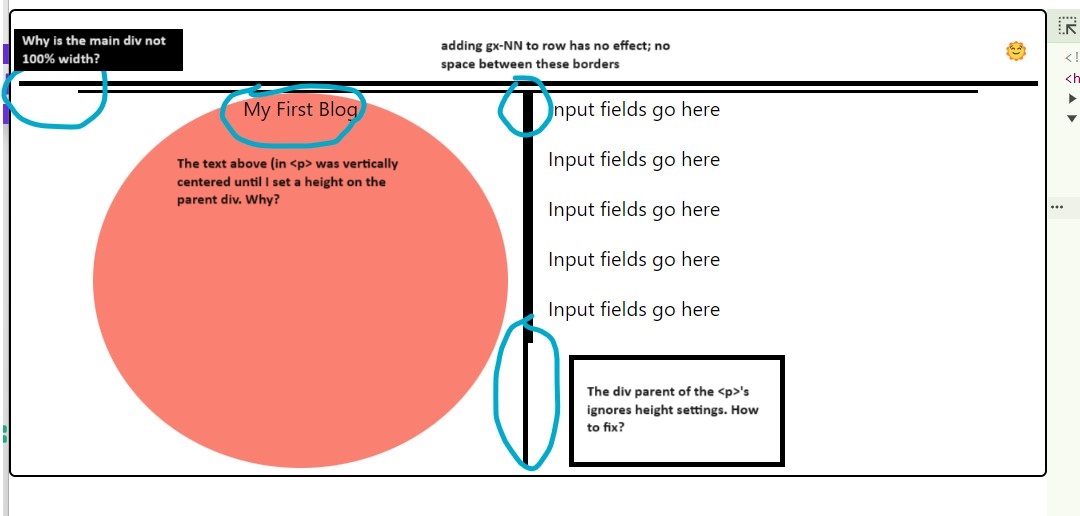 Why is the main div not
100% width?
adding gx-NN to row has no effect; no
space between these borders
<!
<h
My First Blog
The text above (in <p> was vertically
centered until I set a height on the
parent div. Why?
Input fields go here
Input fields go here
Input fields go here
Input fields go here
Input fields go here
The div parent of the <p>'s
ignores height settings. How
to fix?